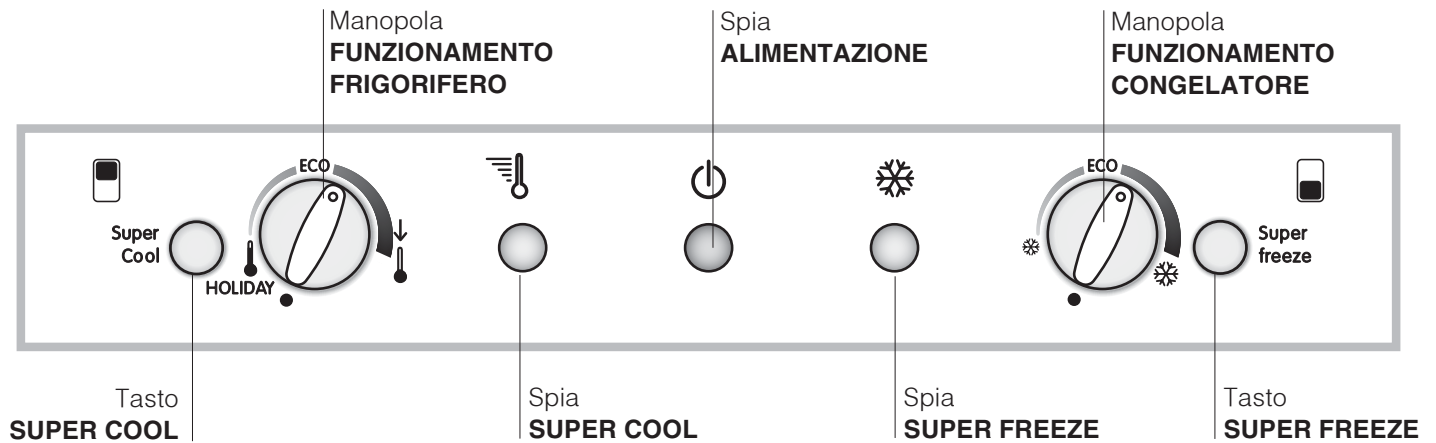 Manopola
FUNZIONAMENTO
FRIGORIFERO
Spia
ALIMENTAZIONE
Manopola
FUNZIONAMENTO
CONGELATORE
Super
Cool
ECO
HOLIDAY
ECO
Super
freeze
Tasto
SUPER COOL
Spia
SUPER COOL
Spia
SUPER FREEZE
Tasto
SUPER FREEZE